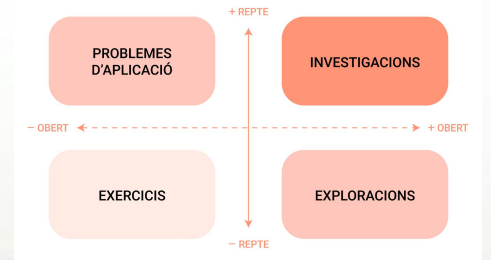 + REPTE
PROBLEMES
D'APLICACIÓ
INVESTIGACIONS
− OBERT
+ OBERT
EXERCICIS
EXPLORACIONS
− REPTE